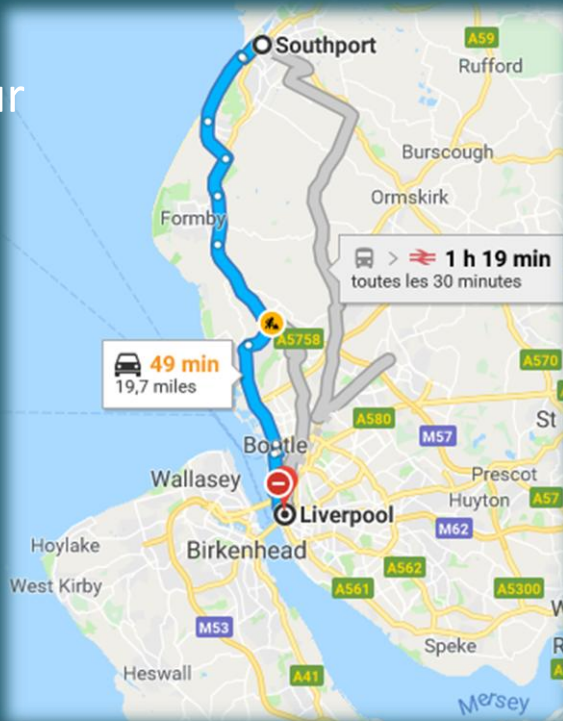 Southport
A59
Rufford
ur
Burscough
Ormskirk
Formby
1 h 19 min
toutes les 30 minutes
A5758
49 min
19,7 miles
A570
A580
St
Bootle
M57
Wallasey
Prescot
Huyton
A57
Liverpool
M62
Hoylake
Birkenhead
A562
West Kirby
A561
A5300
M53
Speke
Heswall
A41
Mersey